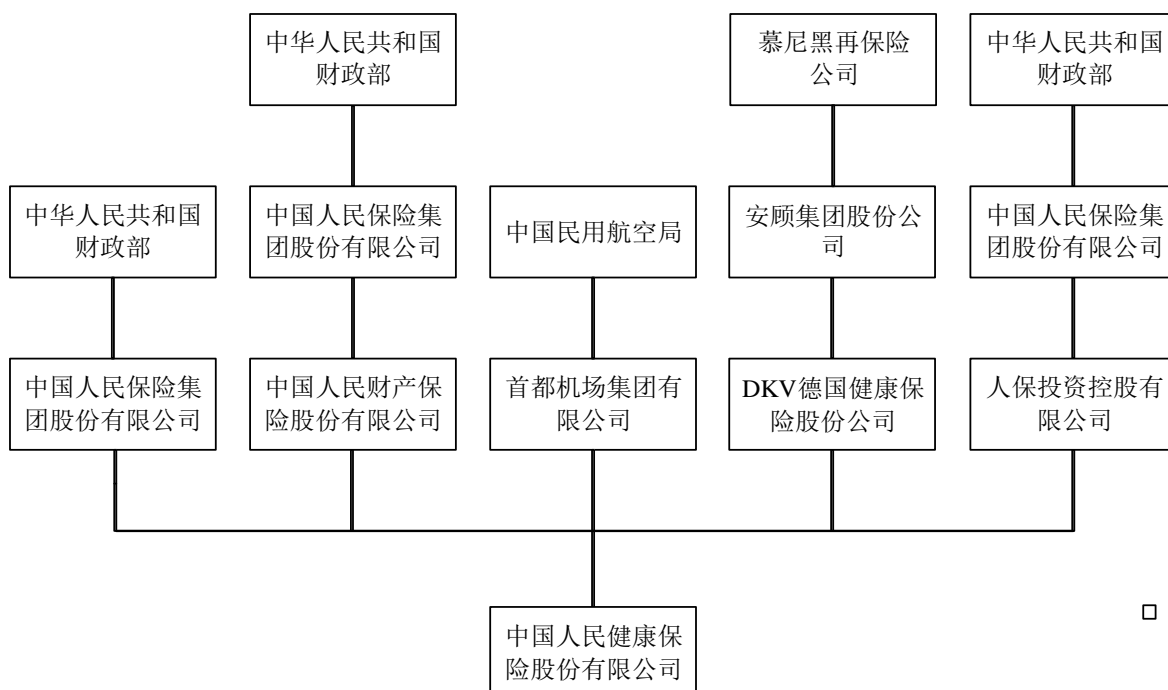 中华人民共和国
财政部
慕尼黑再保险
公司
中华人民共和国
财政部
中华人民共和国
财政部
中国人民保险集
团股份有限公司
中国民用航空局
安顾集团股份公
司
中国人民保险集
团股份有限公司
中国人民保险集
团股份有限公司
中国人民财产保
险股份有限公司
首都机场集团有
限公司
DKV德国健康保
险股份公司
人保投资控股有
限公司
中国人民健康保
险股份有限公司